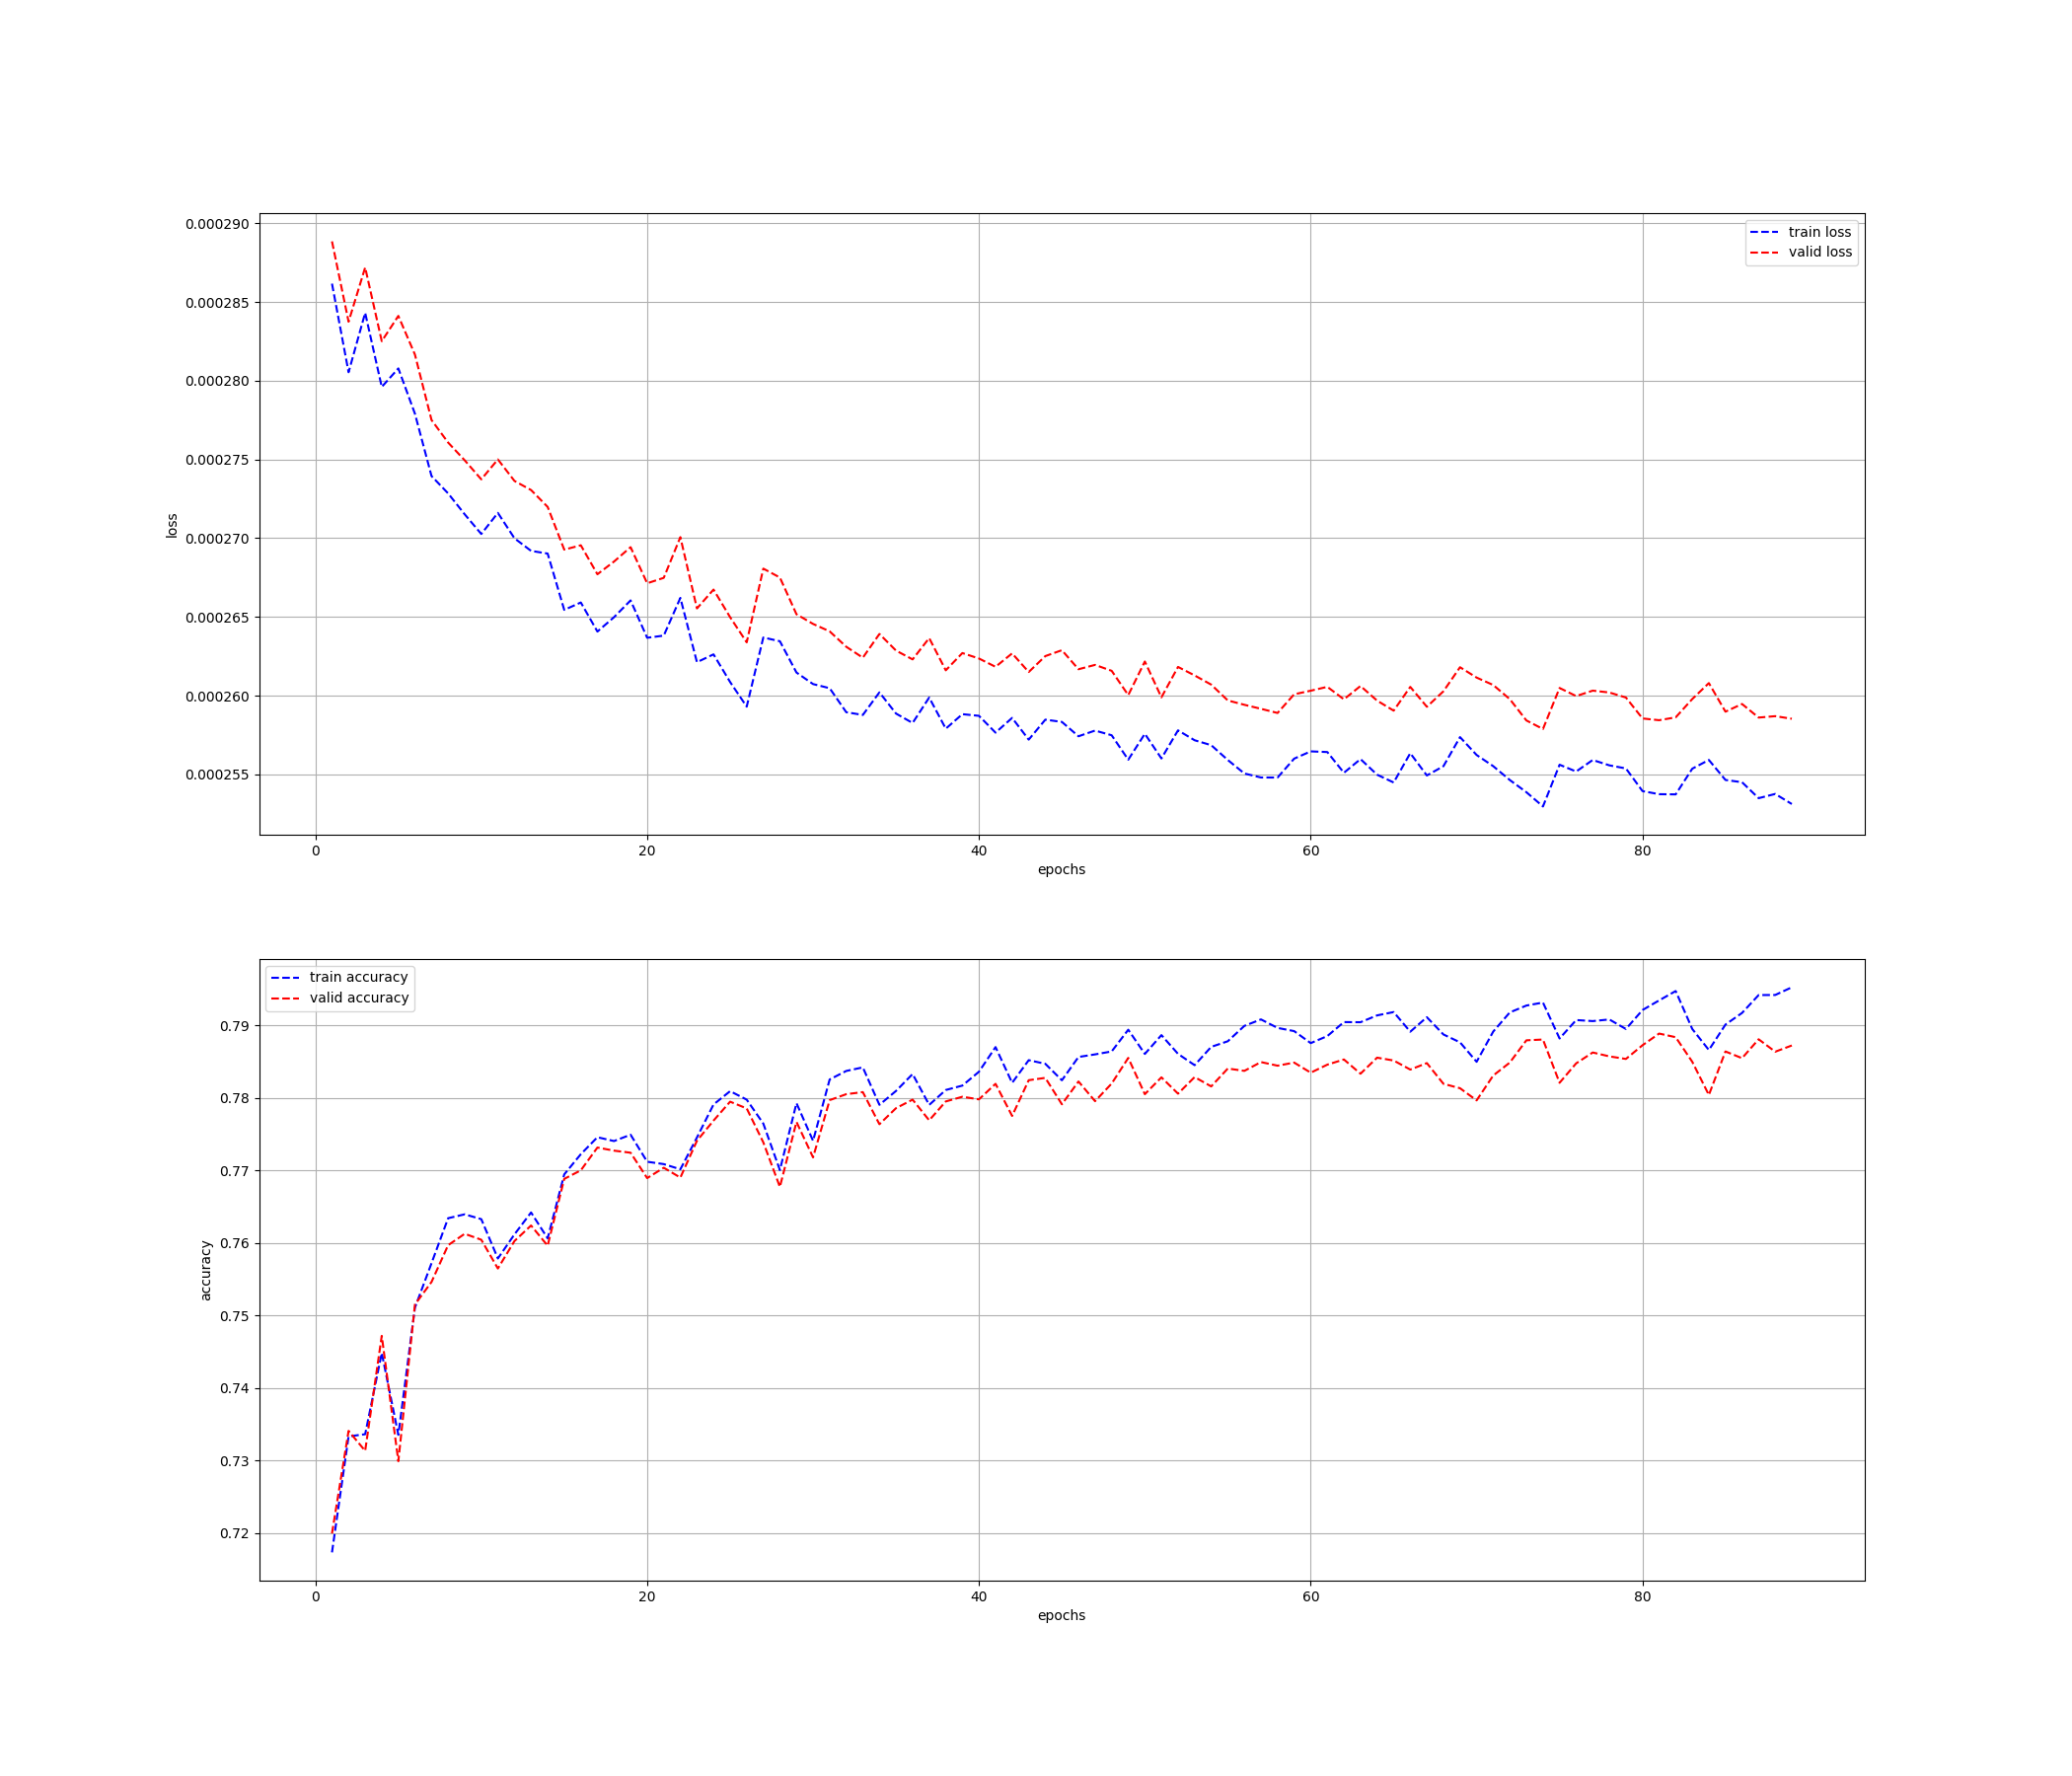 0.000290
0.000285
0.000280
0.000275
0.000270
0.000265
0.000260
0.000255
loss
train loss
valid loss
0 20 40 60 80
epochs
train accuracy
valid accuracy
0.79
0.78
0.77
0.76
0.75
0.74
0.73
0.72
accuracy
0 20 40 60 80
epochs